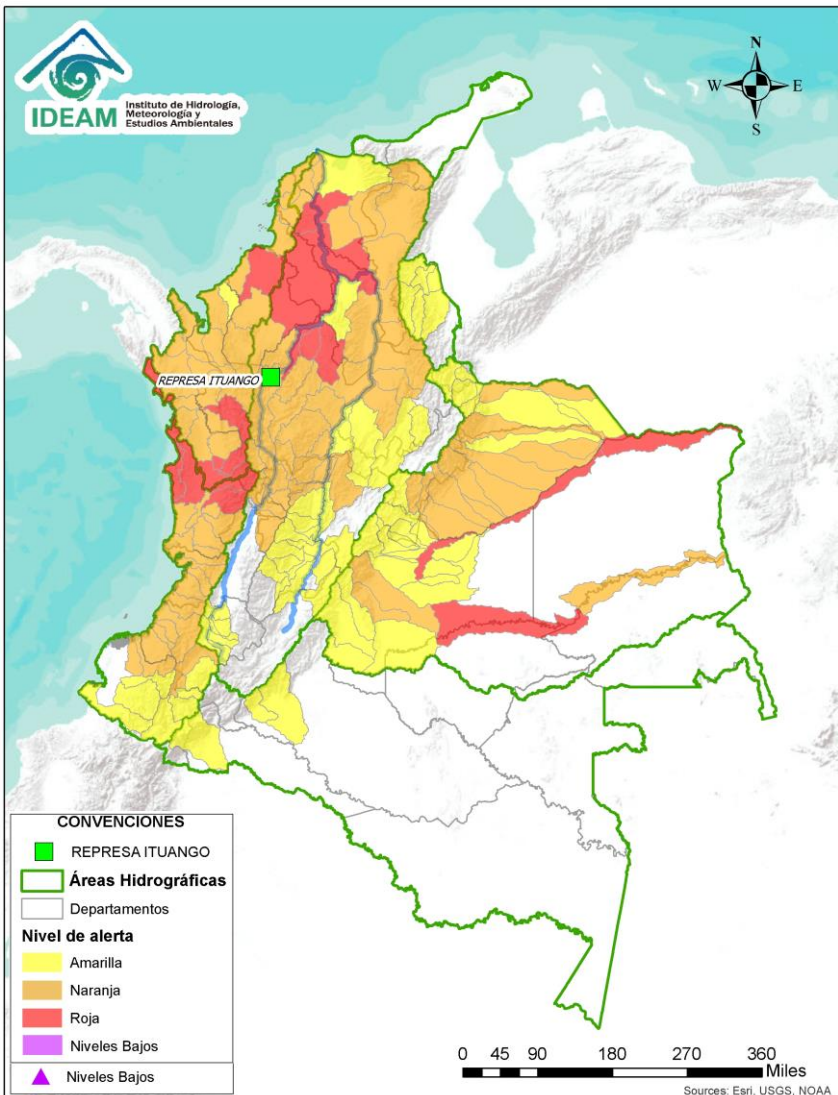 IDEAM
Instituto de Hidrología,
Meteorología y
Estudios Ambientales
N
W
E
S
REPRESA ITUANGO
CONVENCIONES
REPRESA ITUANGO
Áreas Hidrográficas
Departamentos
Nivel de alerta
Amarilla
Naranja
Roja
Niveles Bajos
Niveles Bajos
0 45 90 180 270 360
Miles
Sources: Esri, USGS, NOAA